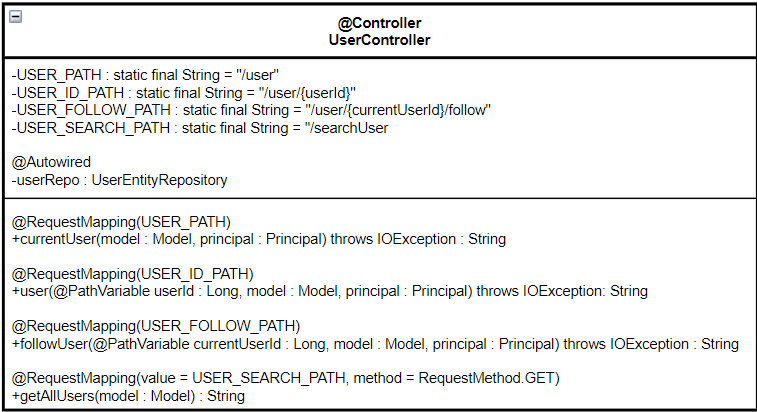 @Controller
UserController
-USER_PATH : static final String = "/user"
-USER_ID_PATH : static final String = "/user/{userId}"
-USER_FOLLOW_PATH : static final String = "/user/{currentUserId}/follow"
-USER_SEARCH_PATH : static final String = "/searchUser
@Autowired
-userRepo : UserEntityRepository
@RequestMapping(USER_PATH)
+currentUser(model : Model, principal : Principal) throws IOException : String
@RequestMapping(USER_ID_PATH)
+user(@PathVariable userId : Long, model : Model, principal : Principal) throws IOException: String
@RequestMapping(USER_FOLLOW_PATH)
+followUser(@PathVariable currentUserId : Long, model : Model, principal : Principal) throws IOException : String
@RequestMapping(value = USER_SEARCH_PATH, method = RequestMethod.GET)
+getAllUsers(model : Model) : String